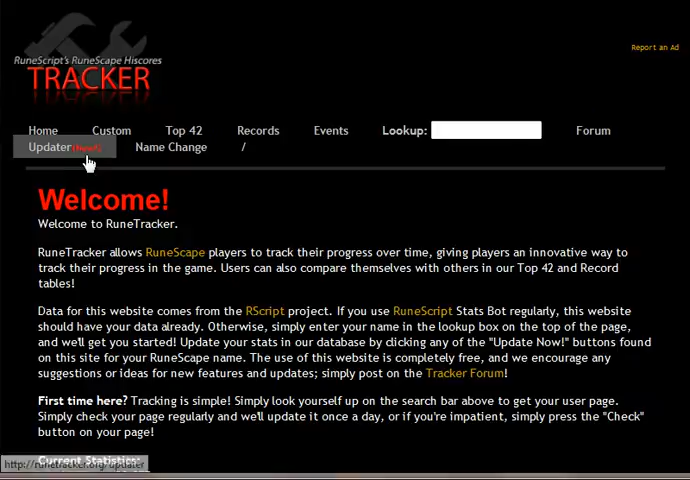 RuneScript's RuneScape Hiscores
TRACKER
Report an Ad
Home Custom Top 42 Records Events Lookup: Forum
Updater Name Change /
Welcome!
Welcome to RuneTracker.
RuneTracker allows RuneScape players to track their progress over time, giving players an innovative way to
track their progress in the game. Users can also compare themselves with others in our Top 42 and Record
tables!
Data for this website comes from the RScript project. If you use RuneScript Stats Bot regularly, this website
should have your data already. Otherwise, simply enter your name in the lookup box on the top of the page,
and we'll get you started! Update your stats in our database by clicking any of the "Update Now!" buttons found
on this site for your RuneScape name. The use of this website is completely free, and we encourage any
suggestions or ideas for new features and updates; simply post on the Tracker Forum!
First time here? Tracking is simple! Simply look yourself up on the search bar above to get your user page.
Simply check your page regularly and we'll update it once a day, or if you're impatient, simply press the "Check"
button on your page!
Current Statistics:
http://runetracker.org/updater